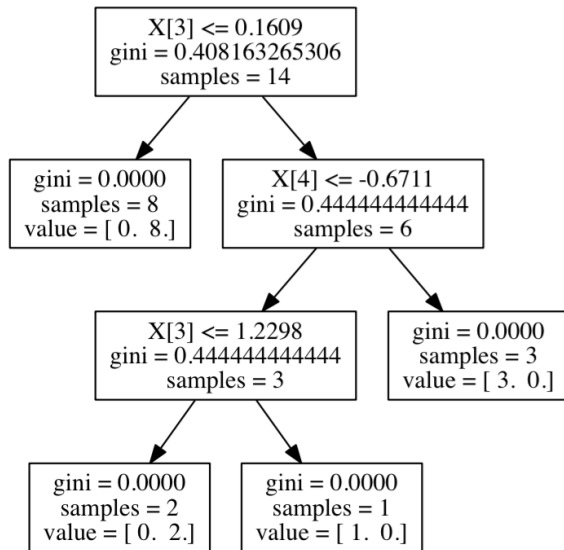 X[3] <= 0.1609
gini = 0.408163265306
samples = 14
gini = 0.0000
samples = 8
value = [ 0.  8.]
X[4] <= -0.6711
gini = 0.444444444444
samples = 6
X[3] <= 1.2298
gini = 0.444444444444
samples = 3
gini = 0.0000
samples = 3
value = [ 3.  0.]
gini = 0.0000
samples = 2
value = [ 0.  2.]
gini = 0.0000
samples = 1
value = [ 1.  0.]